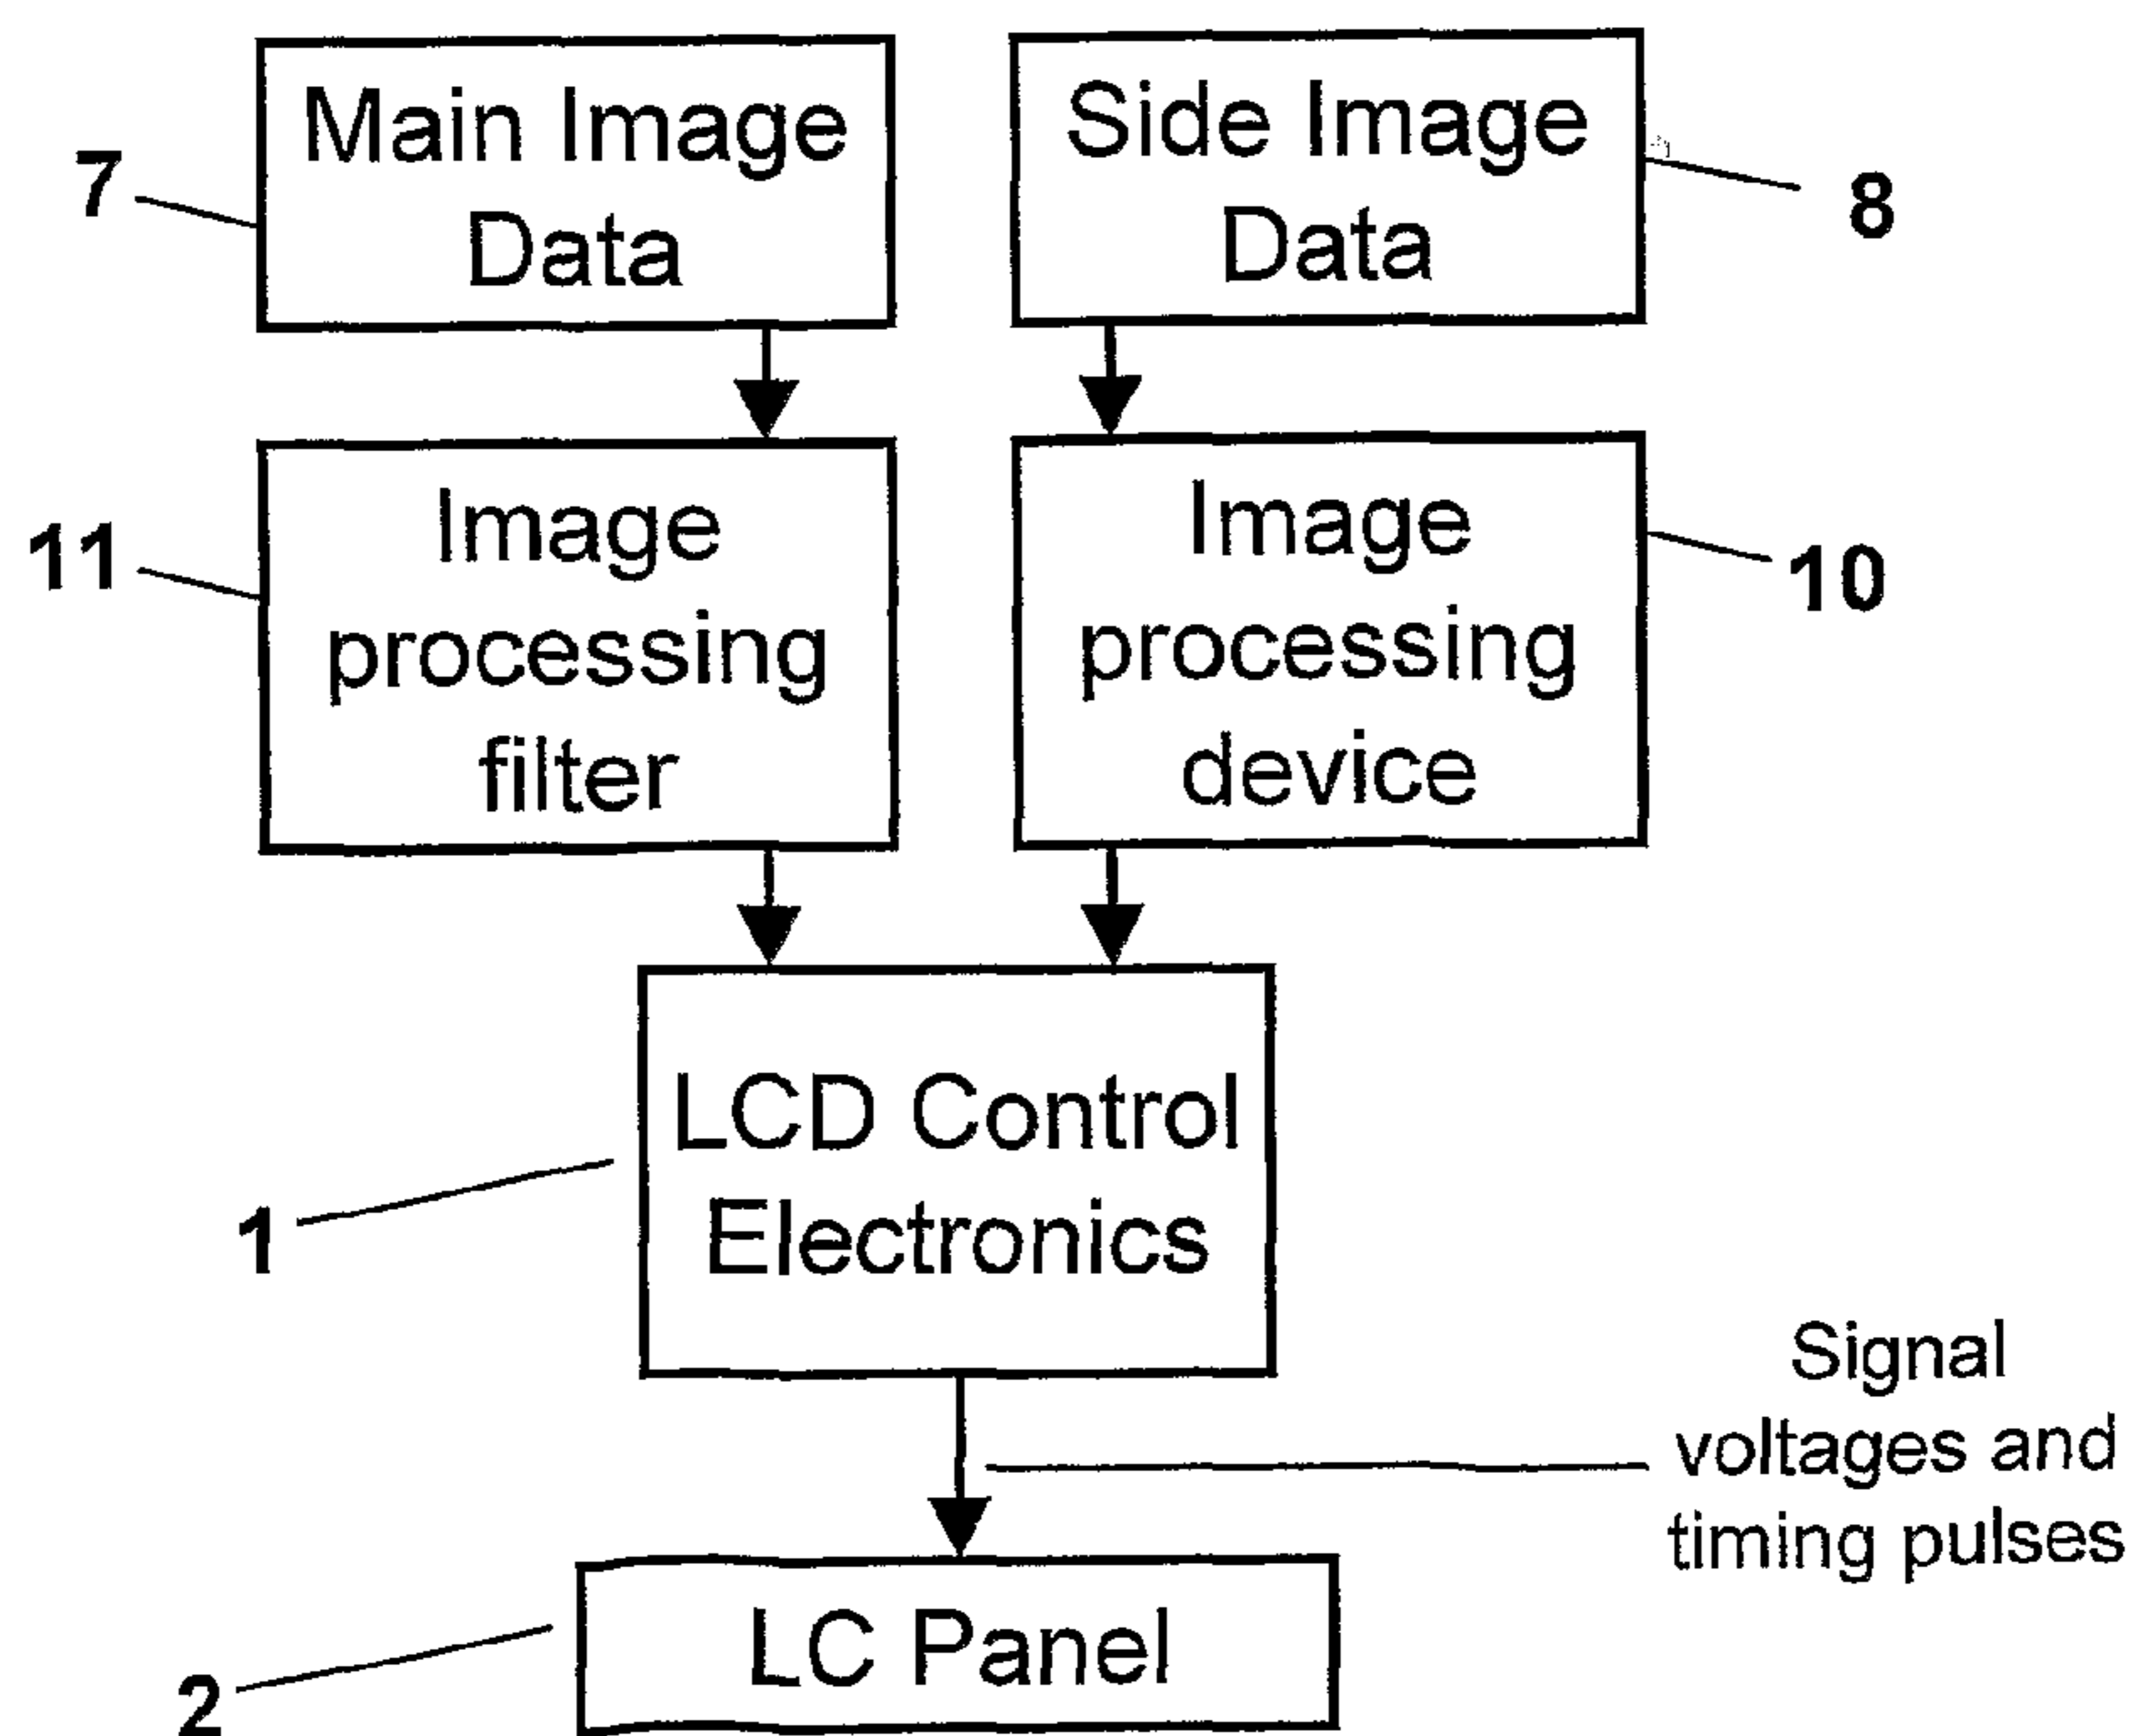 Main Image
Data
7
Side Image
Data
8
Image
processing
filter
11
Image
processing
device
10
LCD Control
Electronics
1
Signal
voltages and
timing pulses
LC Panel
2